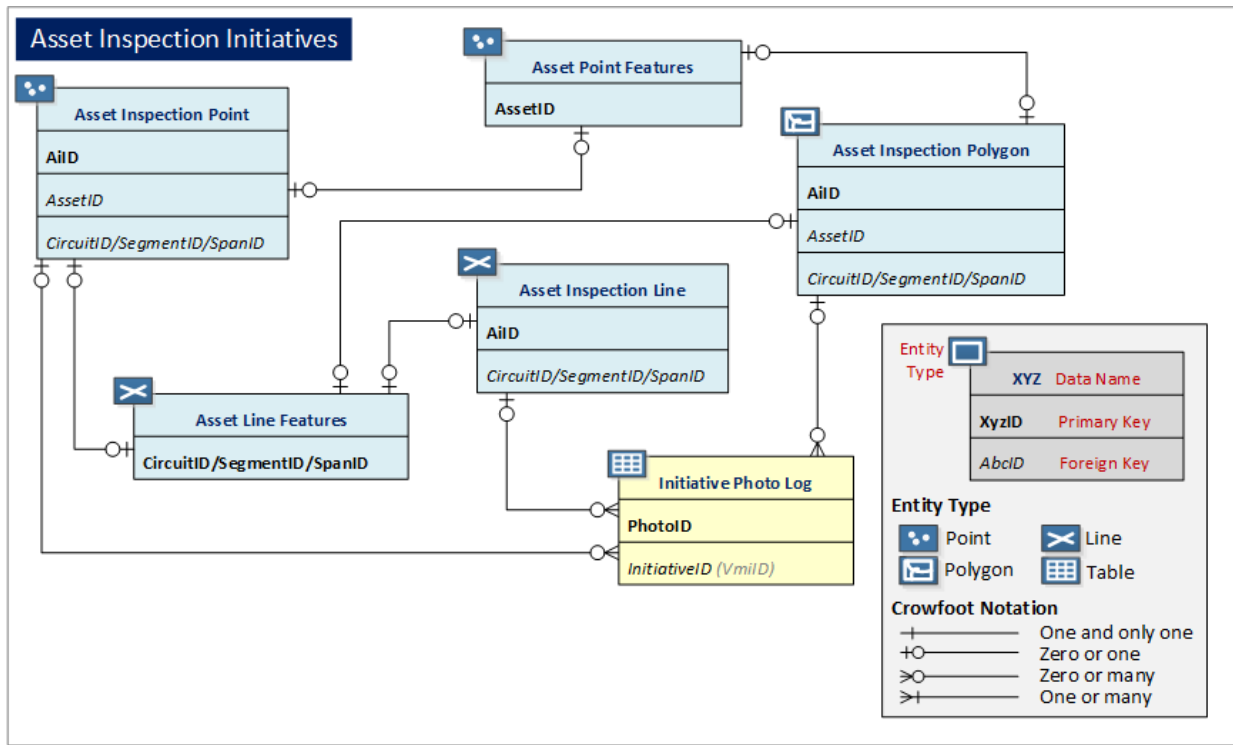 Asset Inspection Initiatives
Asset Point Features
AssetID
Asset Inspection Point
AiID
AssetID
CircuitID/SegmentID/SpanID
Asset Inspection Polygon
AiID
AssetID
CircuitID/SegmentID/SpanID
Asset Inspection Line
AiID
CircuitID/SegmentID/SpanID
Asset Line Features
CircuitID/SegmentID/SpanID
Initiative Photo Log
PhotoID
InitiativeID (VmiID)
Entity
Type
XYZ Data Name
XyzID Primary Key
AbcID Foreign Key
Entity Type
Point Line
Polygon Table
Crowfoot Notation
One and only one
Zero or one
Zero or many
One or many